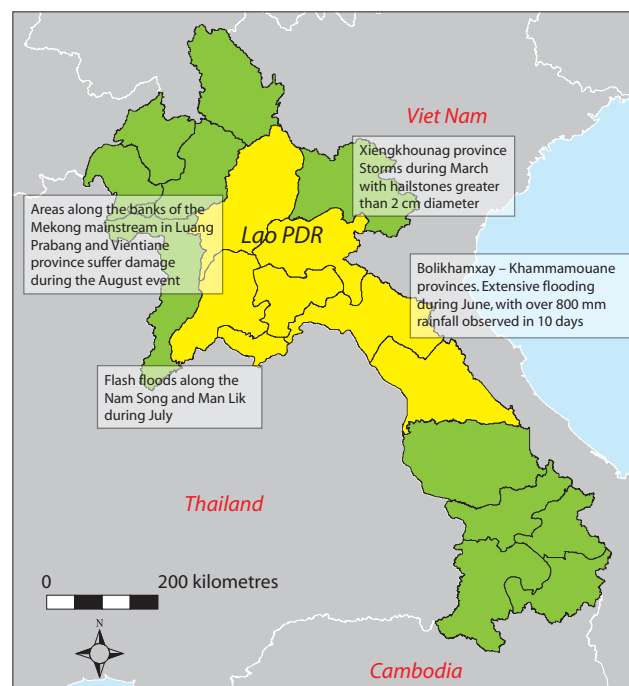 Viet Nam
Xiengkhounag province
Storms during March
with hailstones greater
than 2 cm diameter
Areas along the banks of the
Mekong mainstream in Luang
Prabang and Vientiane
province suffer damage
during the August event
Lao PDR
Bolikhamxay – Khammamouane
provinces. Extensive flooding
during June, with over 800 mm
rainfall observed in 10 days
Flash floods along the
Nam Song and Man Lik
during July
Thailand
0 200 kilometres
N
Cambodia